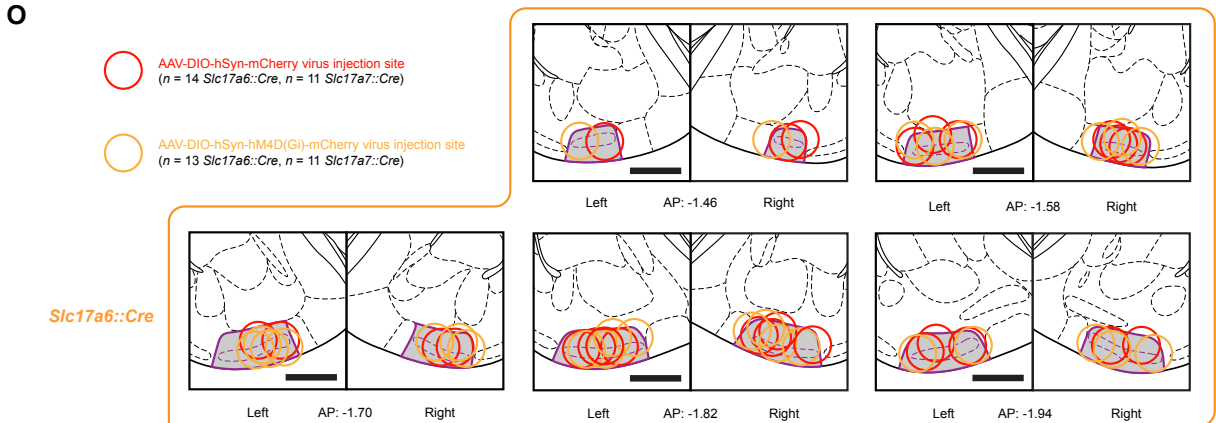 O
AAV-DIO-hSyn-mCherry virus injection site
(n = 14 Slc17a6::Cre, n = 11 Slc17a7::Cre)
AAV-DIO-hSyn-hM4D(Gi)-mCherry virus injection site
(n = 13 Slc17a6::Cre, n = 11 Slc17a7::Cre)
Left AP: -1.46 Right
Left AP: -1.58 Right
Slc17a6::Cre
Left AP: -1.70 Right
Left AP: -1.82 Right
Left AP: -1.94 Right